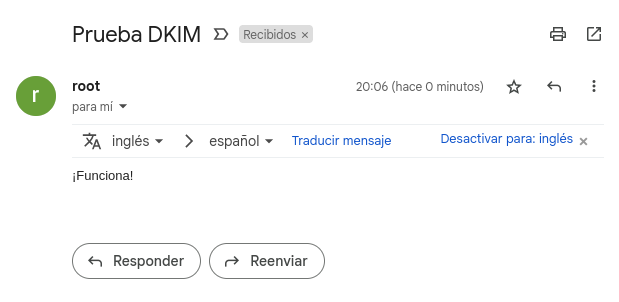 Prueba DKIM Recibidos ×
r root 20:06 (hace 0 minutos)
para mí
inglés español Traducir mensaje Desactivar para: inglés ×
¡Funciona!
Responder Reenviar